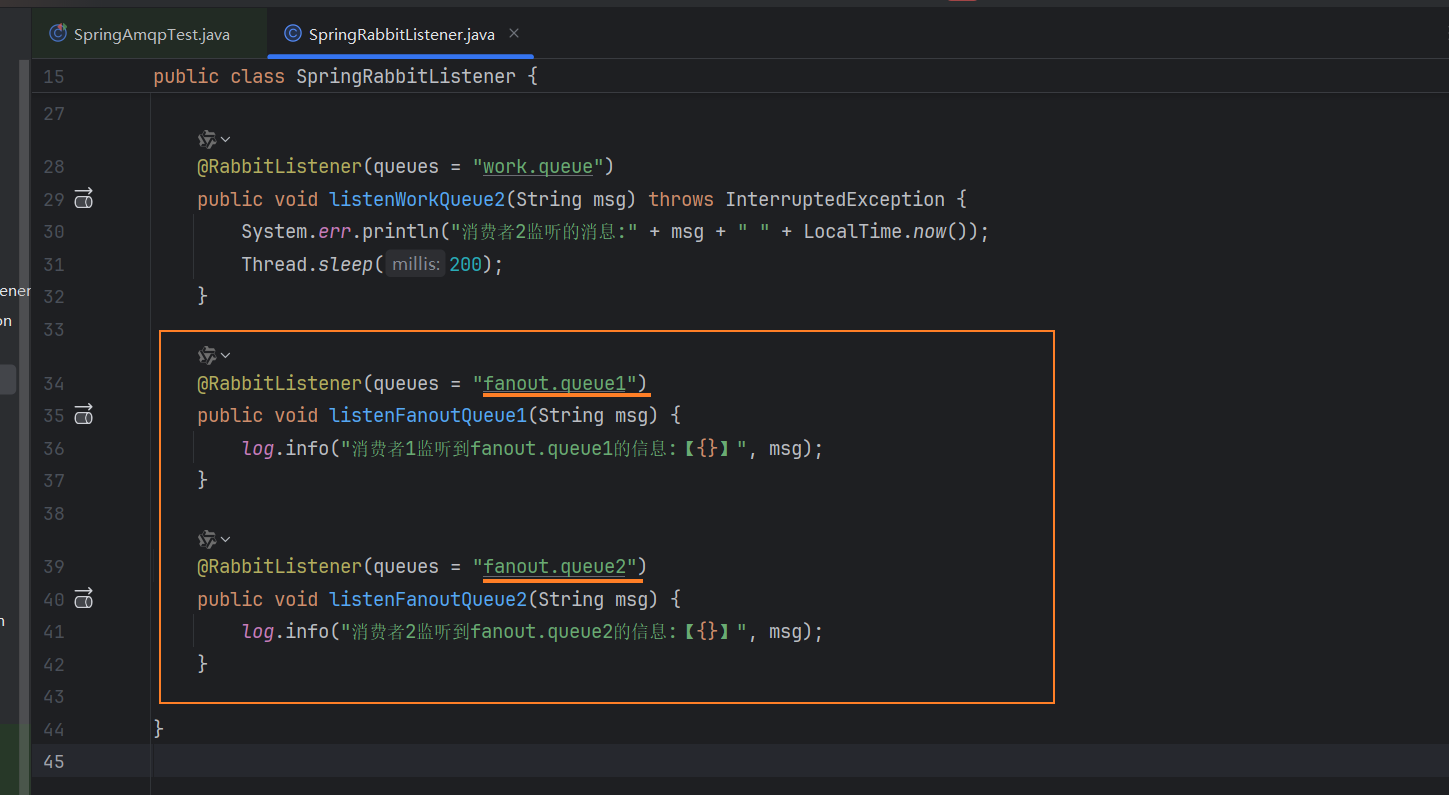 SpringAmqpTest.java
SpringRabbitListener.java
15 public class SpringRabbitListener {
27
28 @RabbitListener(queues = "work.queue")
29 public void listenWorkQueue2(String msg) throws InterruptedException {
30 System.err.println("消费者2监听的消息:" + msg + " " + LocalTime.now());
31 Thread.sleep( millis: 200);
32 }
33
34 @RabbitListener(queues = "fanout.queue1")
35 public void listenFanoutQueue1(String msg) {
36 log.info("消费者1监听到fanout.queue1的信息:【{}】", msg);
37 }
38
39 @RabbitListener(queues = "fanout.queue2")
40 public void listenFanoutQueue2(String msg) {
41 log.info("消费者2监听到fanout.queue2的信息:【{}】", msg);
42 }
43
44 }
45
ener
on